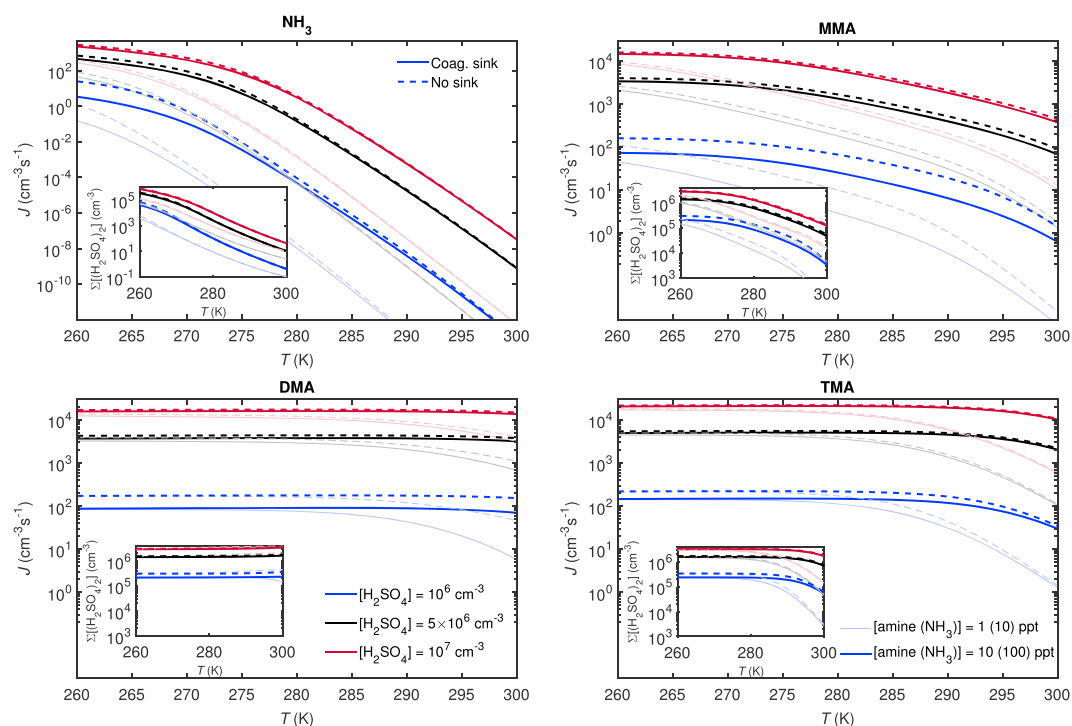 NH3
Coag. sink
No sink
J (cm-3s-1)
10^2
10^0
10^-2
10^-4
10^-6
10^-8
10^-10
Σ[(H2SO4)2] (cm-3)
10^5
10^3
10^1
10^-1
260 280 300
T (K)
260 265 270 275 280 285 290 295 300
T (K)
MMA
J (cm-3s-1)
10^4
10^3
10^2
10^1
10^0
Σ[(H2SO4)2] (cm-3)
10^6
10^5
10^4
10^3
260 280 300
T (K)
260 265 270 275 280 285 290 295 300
T (K)
DMA
J (cm-3s-1)
10^4
10^3
10^2
10^1
10^0
Σ[(H2SO4)2] (cm-3)
10^6
10^5
10^4
10^3
260 280 300
T (K)
[H2SO4] = 10^6 cm-3
[H2SO4] = 5×10^6 cm-3
[H2SO4] = 10^7 cm-3
260 265 270 275 280 285 290 295 300
T (K)
TMA
J (cm-3s-1)
10^4
10^3
10^2
10^1
10^0
Σ[(H2SO4)2] (cm-3)
10^6
10^5
10^4
10^3
260 280 300
T (K)
[amine (NH3)] = 1 (10) ppt
[amine (NH3)] = 10 (100) ppt
260 265 270 275 280 285 290 295 300
T (K)